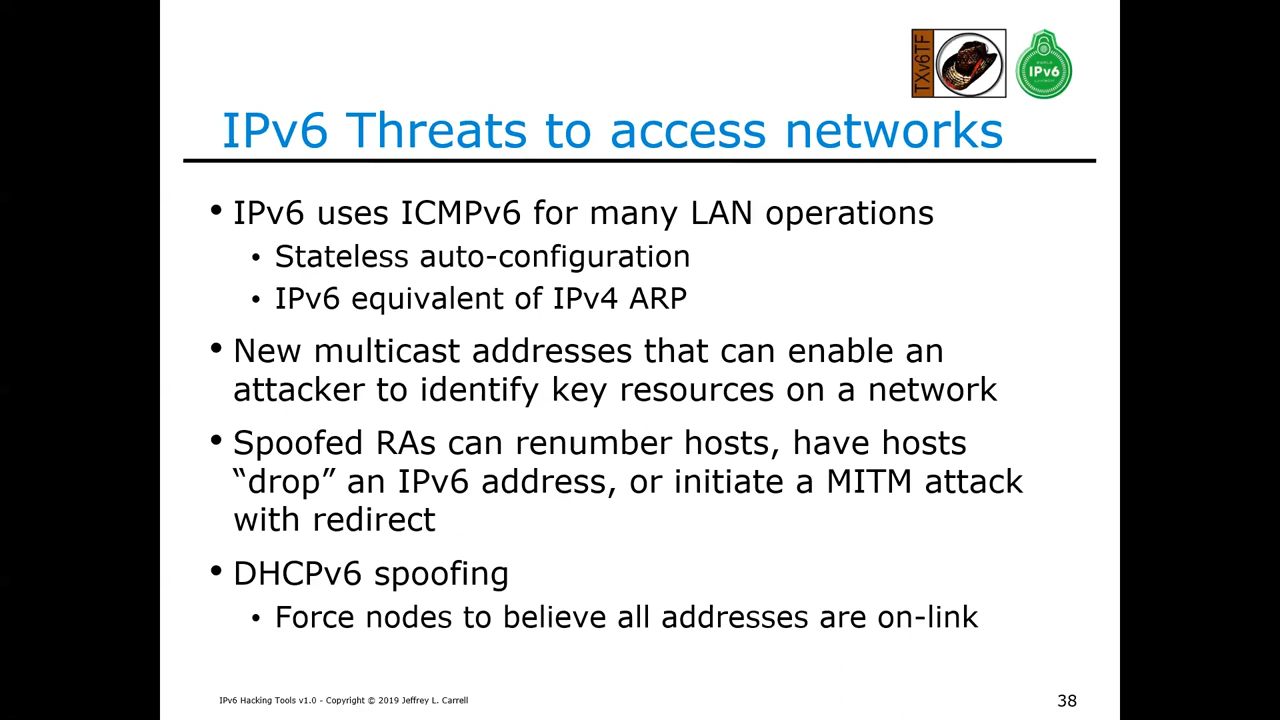 TXv6TF
WORLD
IPv6
LAUNCH
IPv6 Threats to access networks
• IPv6 uses ICMPv6 for many LAN operations
• Stateless auto-configuration
• IPv6 equivalent of IPv4 ARP
• New multicast addresses that can enable an
attacker to identify key resources on a network
• Spoofed RAs can renumber hosts, have hosts
“drop” an IPv6 address, or initiate a MITM attack
with redirect
• DHCPv6 spoofing
• Force nodes to believe all addresses are on-link
IPv6 Hacking Tools v1.0 - Copyright © 2019 Jeffrey L. Carrell
38